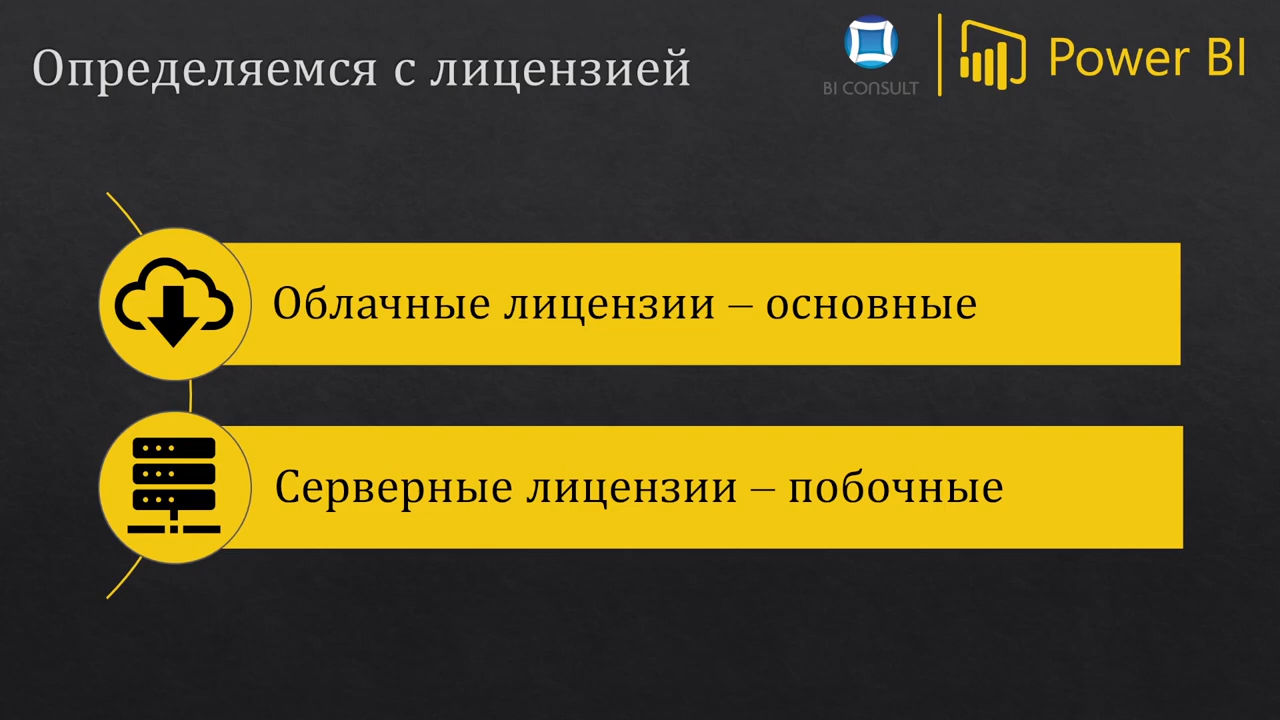 Определяемся с лицензией
BI CONSULT
Power BI
Облачные лицензии – основные
Серверные лицензии – побочные